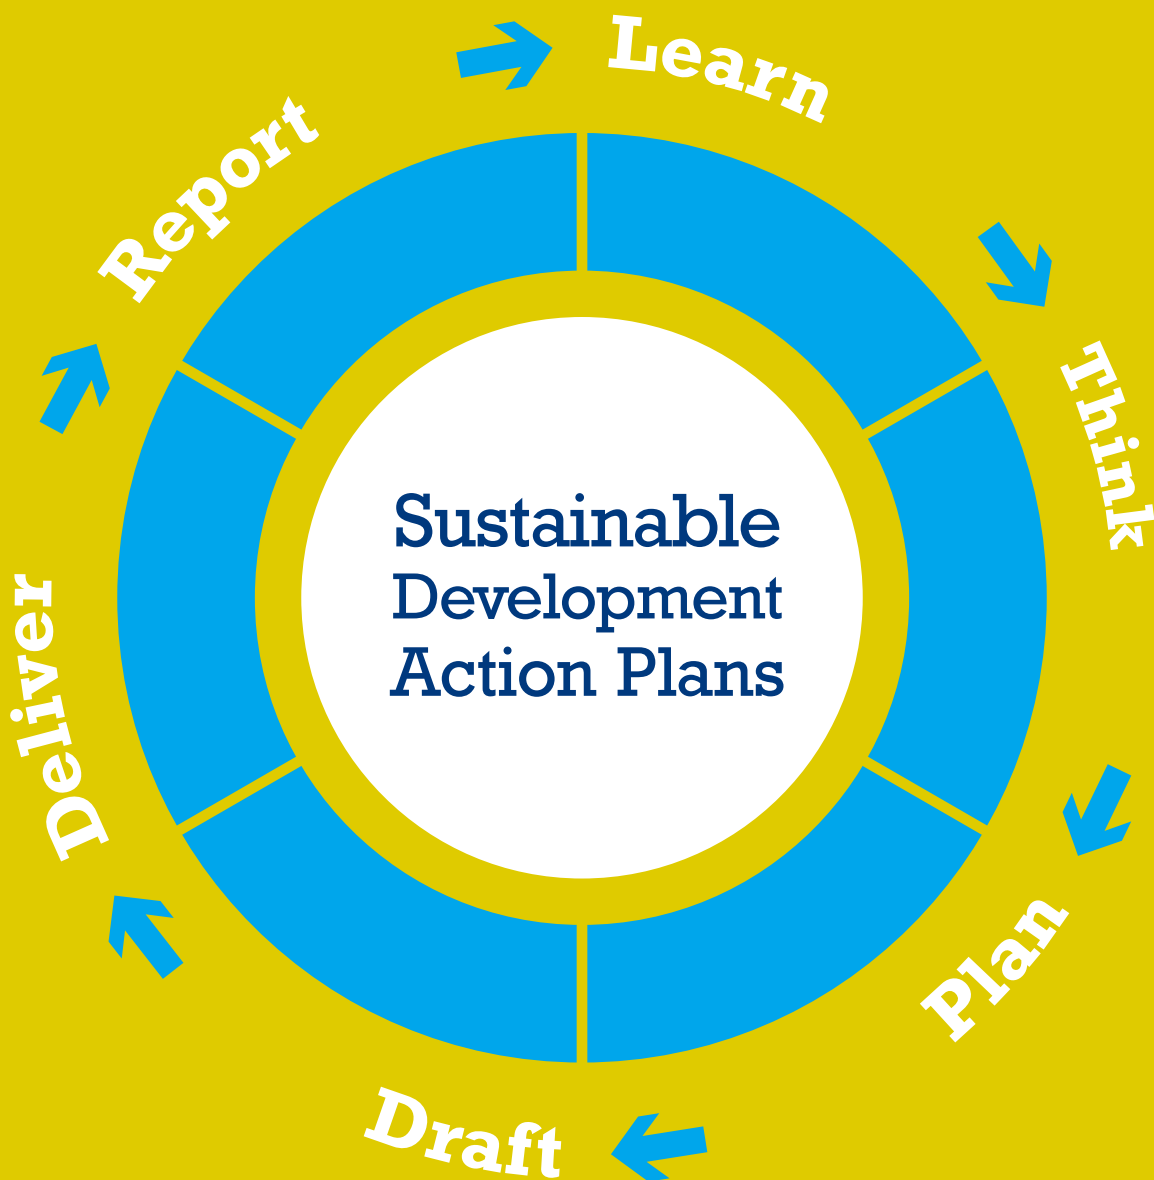 Learn
Think
Plan
Draft
Deliver
Report
Sustainable
Development
Action Plans